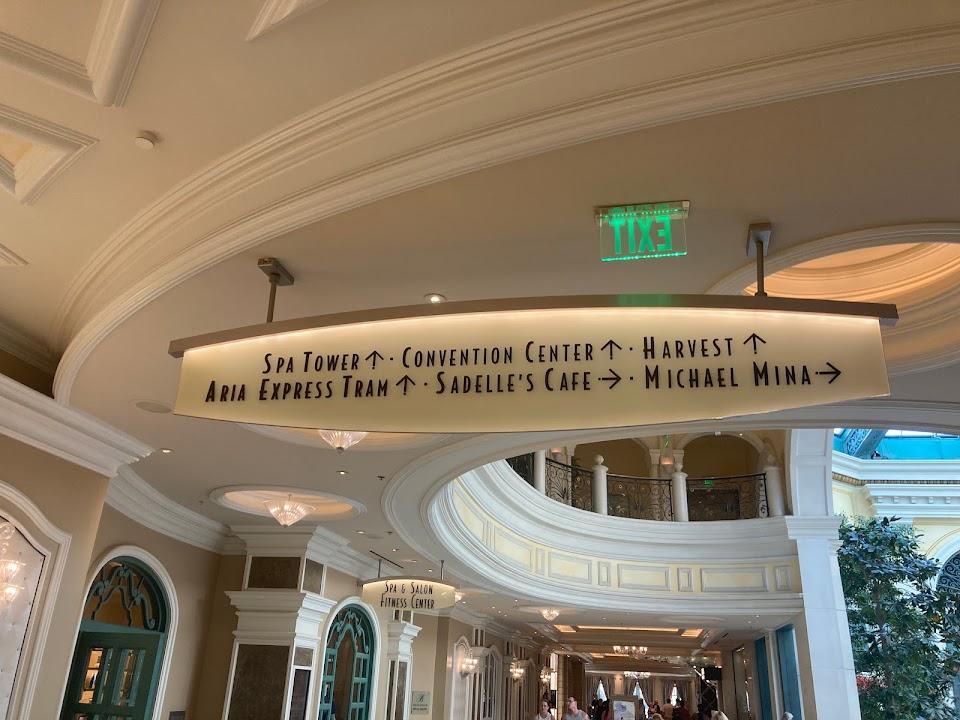 EXIT
SPA TOWER ↑ · CONVENTION CENTER ↑ · HARVEST ↑
ARIA EXPRESS TRAM ↑ · SADELLE'S CAFE → · MICHAEL MINA →
SPA & SALON
FITNESS CENTER